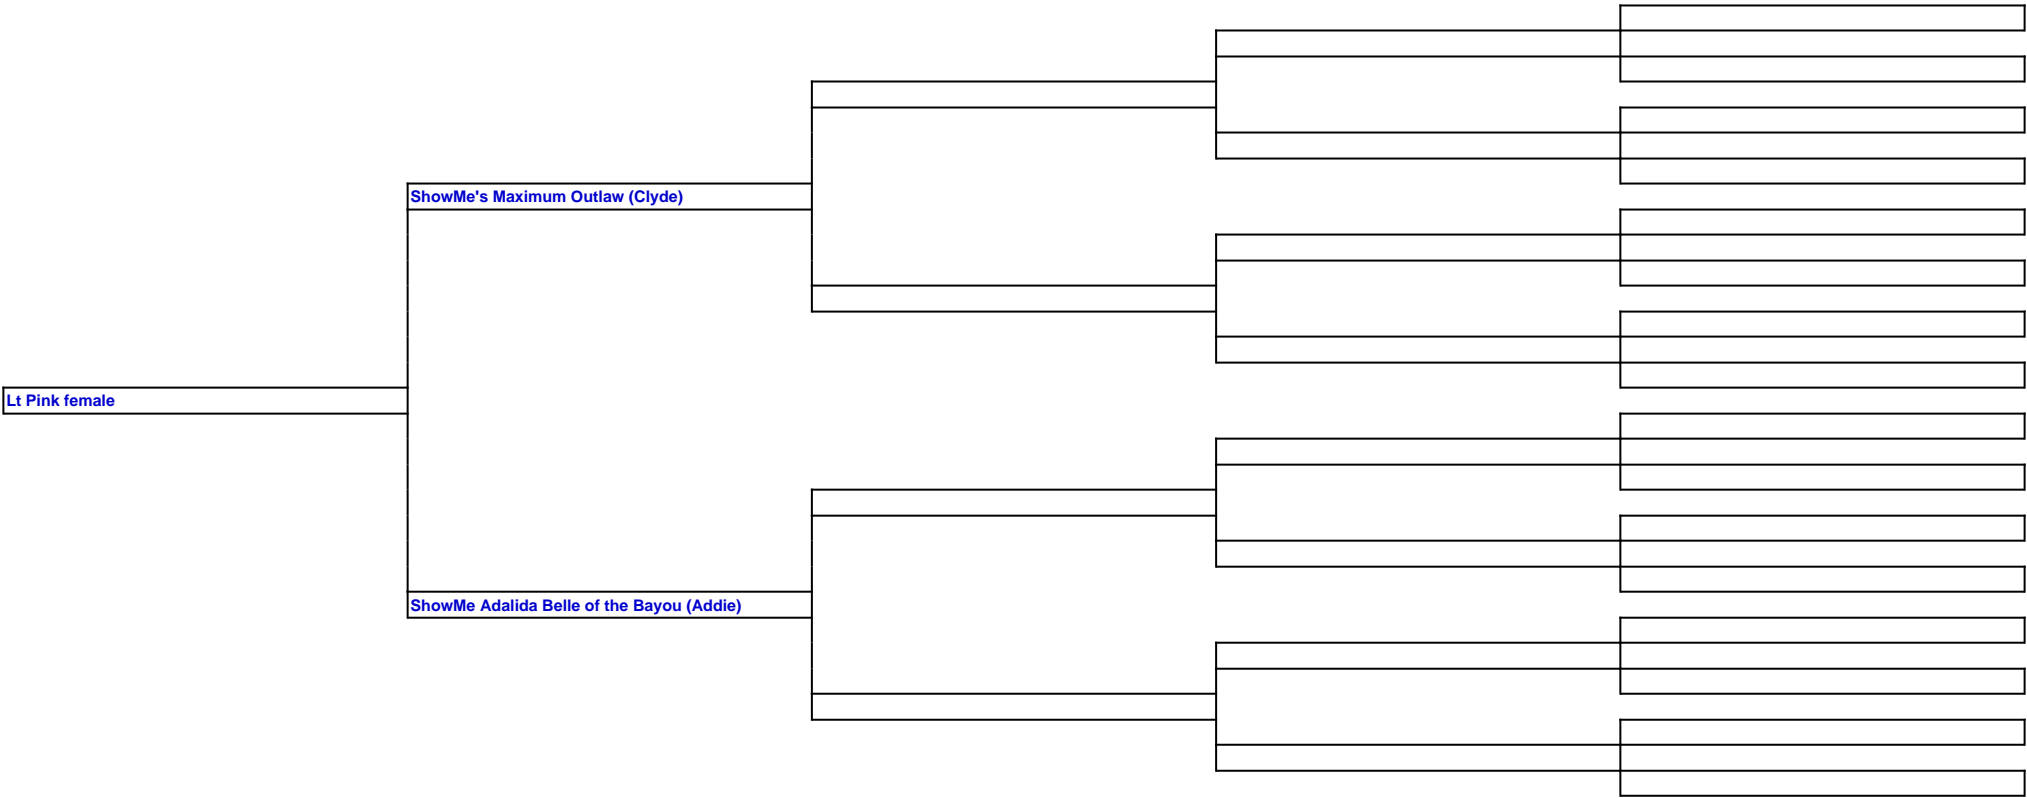 ShowMe's Maximum Outlaw (Clyde)
Lt Pink female
ShowMe Adalida Belle of the Bayou (Addie)